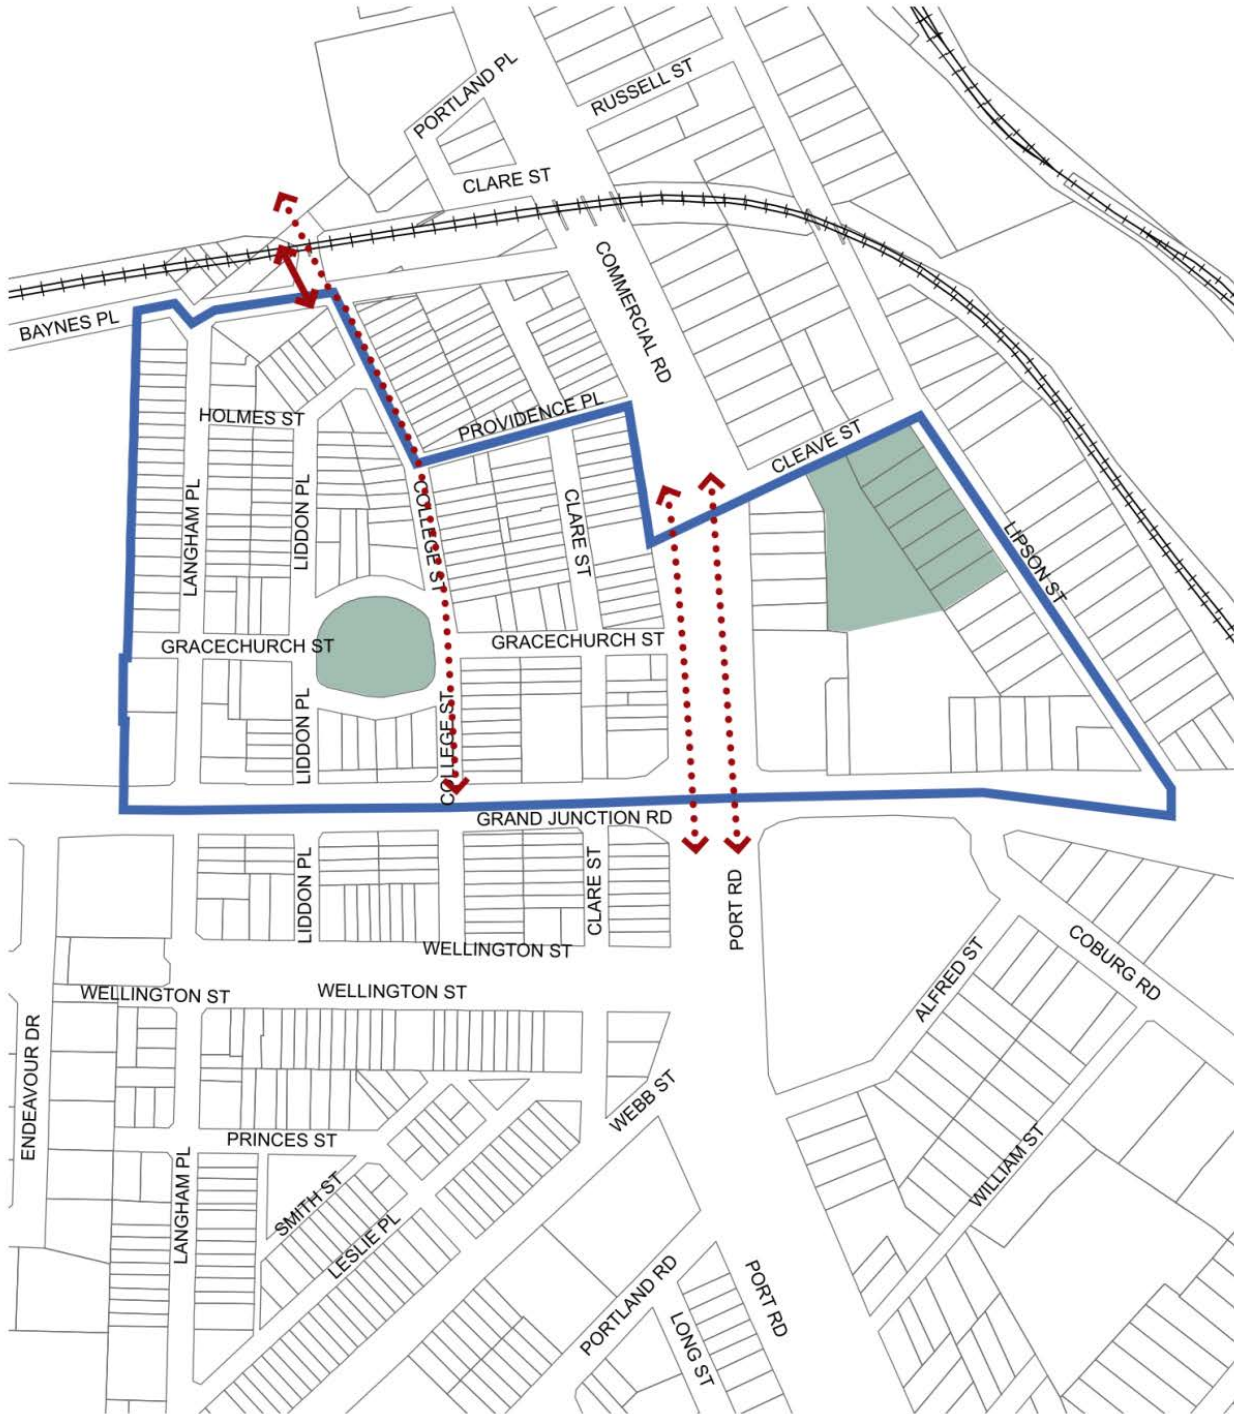 PORTLAND PL
RUSSELL ST
CLARE ST
COMMERCIAL RD
BAYNES PL
HOLMES ST
PROVIDENCE PL
CLEAVE ST
LANGHAM PL
LIDDON PL
COLLEGE ST
CLARE ST
LIPSON ST
GRACECHURCH ST
GRACECHURCH ST
LIDDON PL
COLLEGE ST
GRAND JUNCTION RD
LIDDON PL
CLARE ST
PORT RD
WELLINGTON ST
COBURG RD
ALFRED ST
WELLINGTON ST
WELLINGTON ST
ENDEAVOUR DR
WEBB ST
PRINCES ST
WILLIAM ST
LANGHAM PL
SMITH ST
LESLIE PL
PORTLAND RD
PORT RD
LONG ST